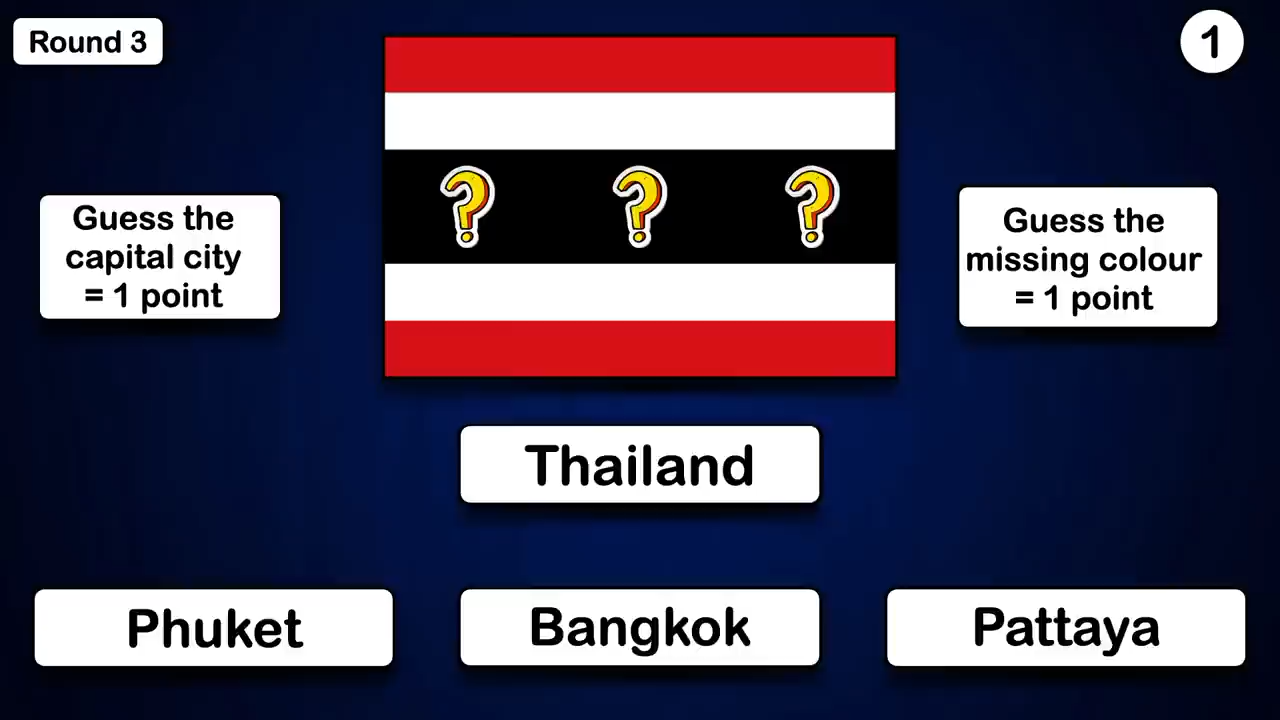 Round 3
1
? ? ?
Guess the
capital city
= 1 point
Guess the
missing colour
= 1 point
Thailand
Phuket
Bangkok
Pattaya